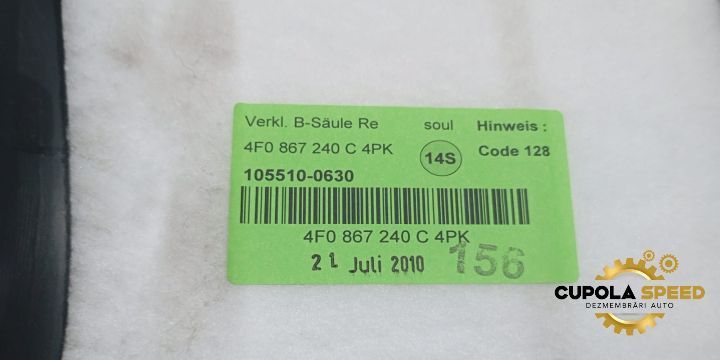 Verkl. B-Säule Re soul Hinweis :
4F0 867 240 C 4PK 14S Code 128
105510-0630
4F0 867 240 C 4PK
21 Juli 2010 156
CUPOLA SPEED
DEZMEMBRĂRI AUTO